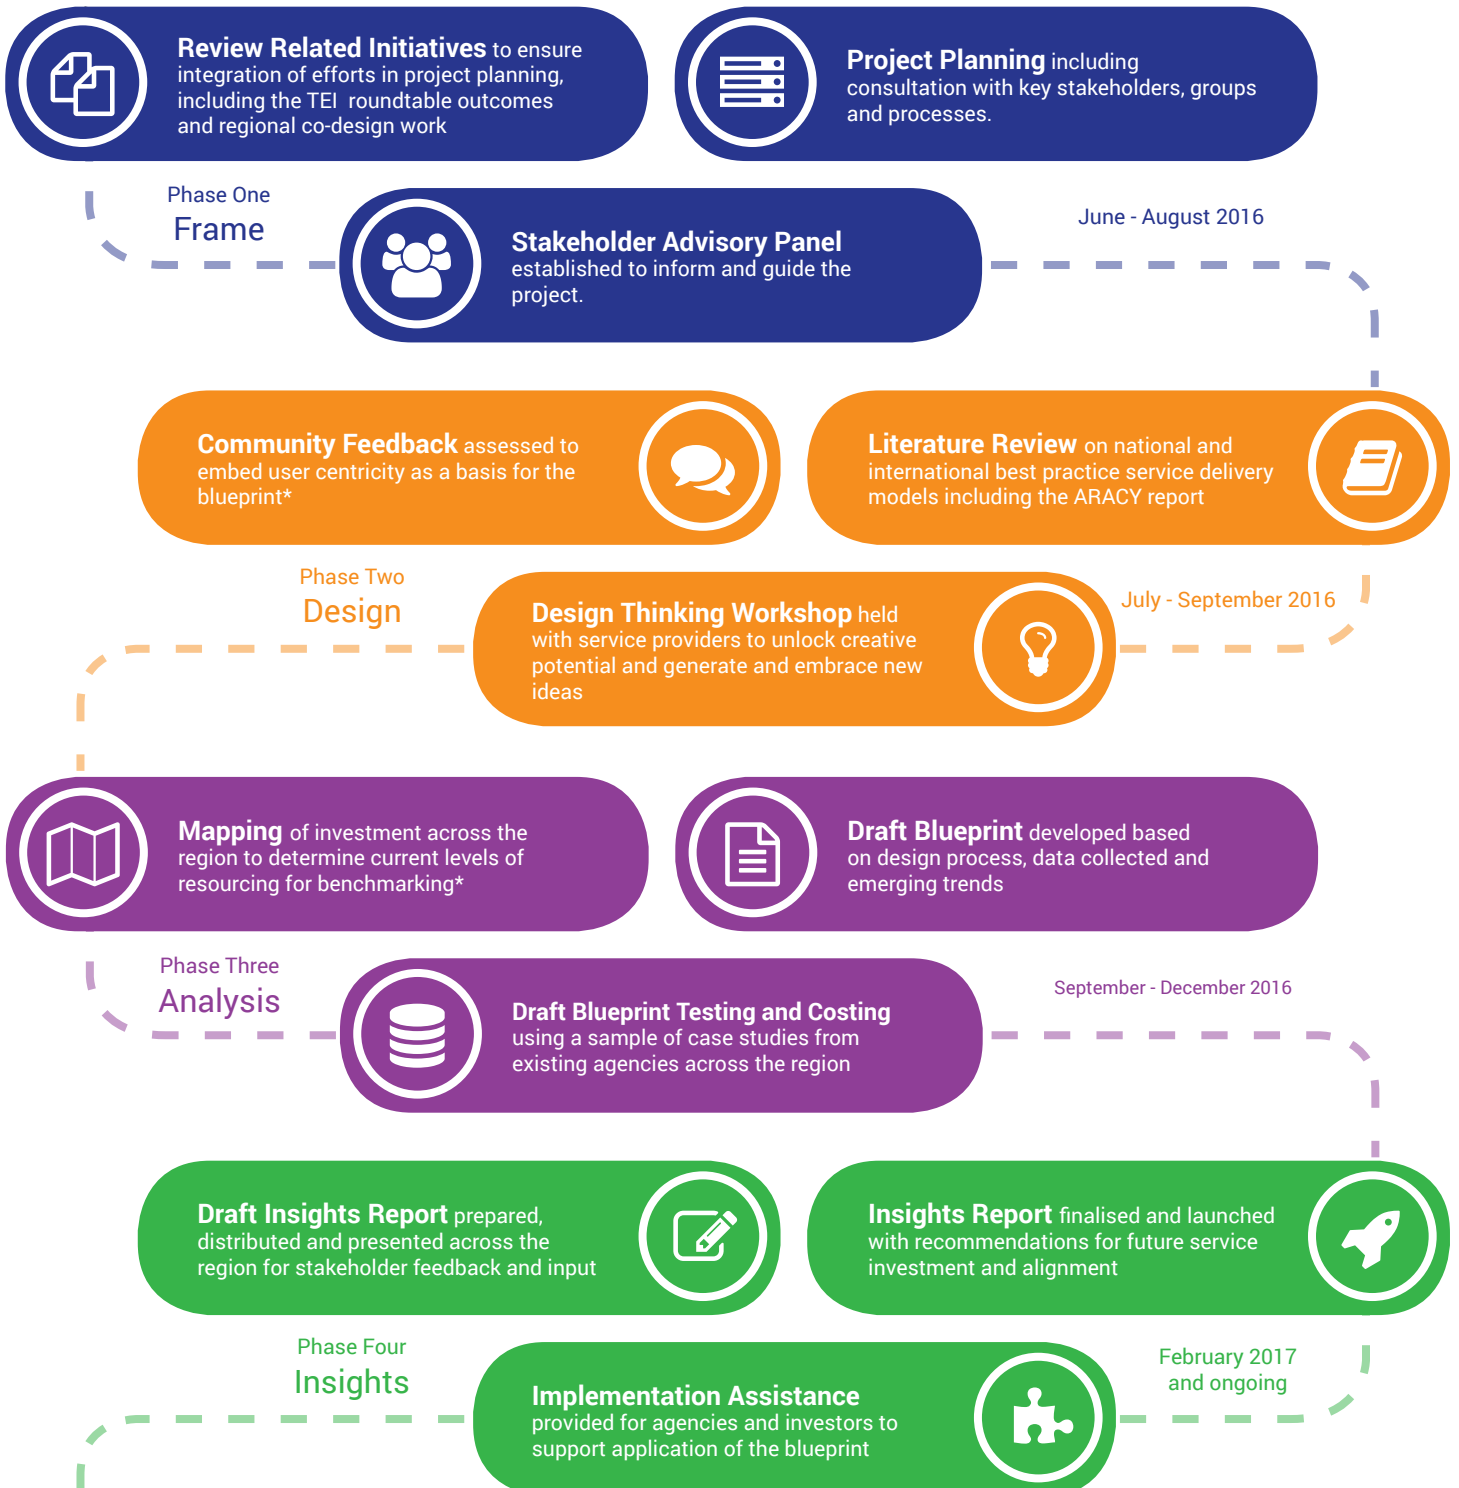 Review Related Initiatives to ensure
integration of efforts in project planning,
including the TEI roundtable outcomes
and regional co-design work
Project Planning including
consultation with key stakeholders, groups
and processes.
Phase One
Frame
Stakeholder Advisory Panel
established to inform and guide the
project.
June - August 2016
Community Feedback assessed to
embed user centricity as a basis for the
blueprint*
Literature Review on national and
international best practice service delivery
models including the ARACY report
Phase Two
Design
Design Thinking Workshop held
with service providers to unlock creative
potential and generate and embrace new
ideas
July - September 2016
Mapping of investment across the
region to determine current levels of
resourcing for benchmarking*
Draft Blueprint developed based
on design process, data collected and
emerging trends
Phase Three
Analysis
Draft Blueprint Testing and Costing
using a sample of case studies from
existing agencies across the region
September - December 2016
Draft Insights Report prepared,
distributed and presented across the
region for stakeholder feedback and input
Insights Report finalised and launched
with recommendations for future service
investment and alignment
Phase Four
Insights
Implementation Assistance
provided for agencies and investors to
support application of the blueprint
February 2017
and ongoing